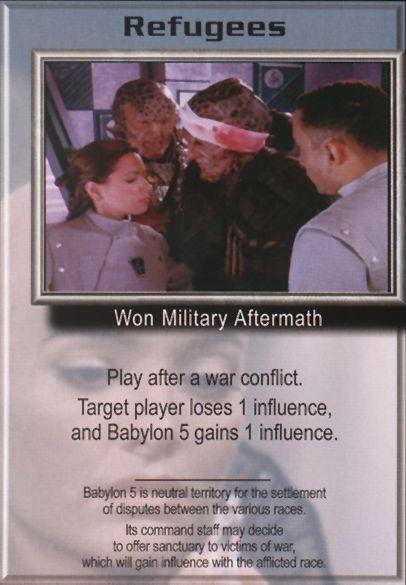 Refugees
Won Military Aftermath
Play after a war conflict.
Target player loses 1 influence,
and Babylon 5 gains 1 influence.
Babylon 5 is neutral territory for the settlement
of disputes between the various races.
Its command staff may decide
to offer sanctuary to victims of war,
which will gain influence with the afflicted race.